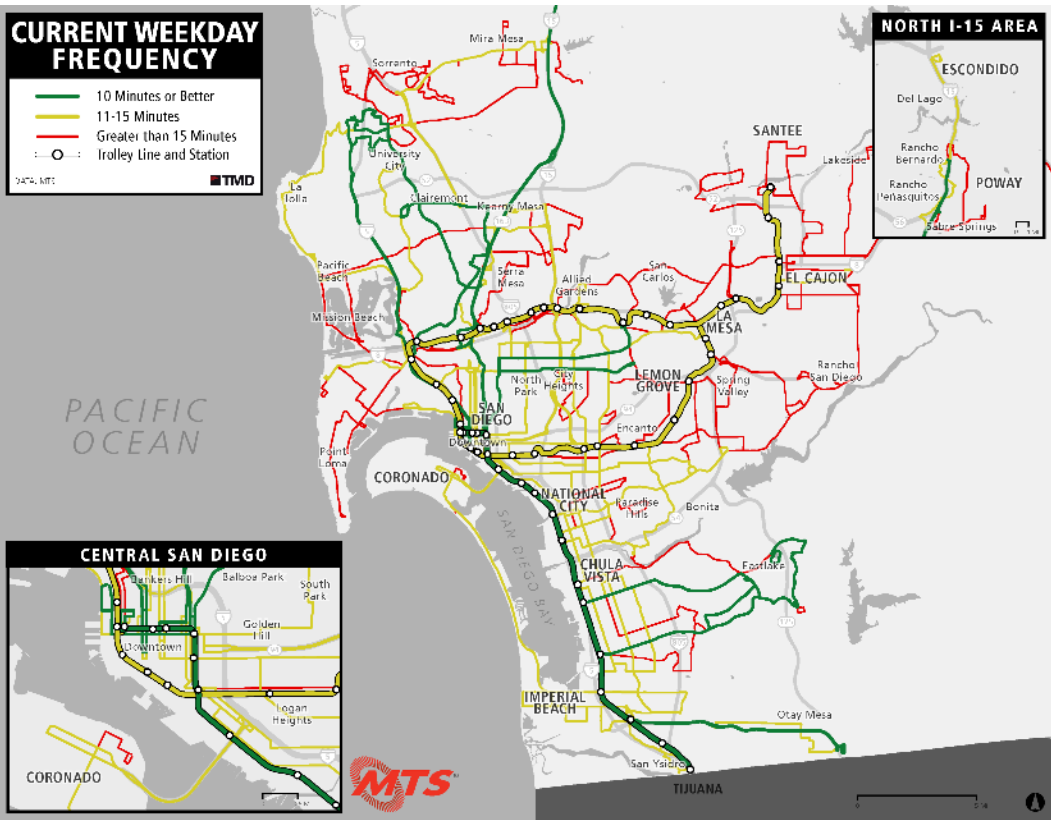 CURRENT WEEKDAY
FREQUENCY
10 Minutes or Better
11-15 Minutes
Greater than 15 Minutes
Trolley Line and Station
DATA: MTS
TMD
NORTH I-15 AREA
ESCONDIDO
Del Lago
Rancho
Bernardo
POWAY
Rancho
Peñasquitos
Sabre Springs
Mira Mesa
Sorrento
University
City
La
Jolla
Clairemont
Kearny Mesa
SANTEE
Lakeside
Pacific
Beach
Serra
Mesa
Allied
Gardens
San
Carlos
EL CAJON
Mission Beach
LA
MESA
North
Park
City
Heights
LEMON
GROVE
Spring
Valley
Rancho
San Diego
PACIFIC
OCEAN
SAN
DIEGO
Downtown
Encanto
Point
Loma
CORONADO
NATIONAL
CITY
Paradise
Hills
Bonita
SAN DIEGO BAY
CHULA
VISTA
Eastlake
IMPERIAL
BEACH
Otay Mesa
San Ysidro
TIJUANA
CENTRAL SAN DIEGO
Bankers Hill
Balboa Park
South
Park
Golden
Hill
Downtown
Logan
Heights
CORONADO
MTS